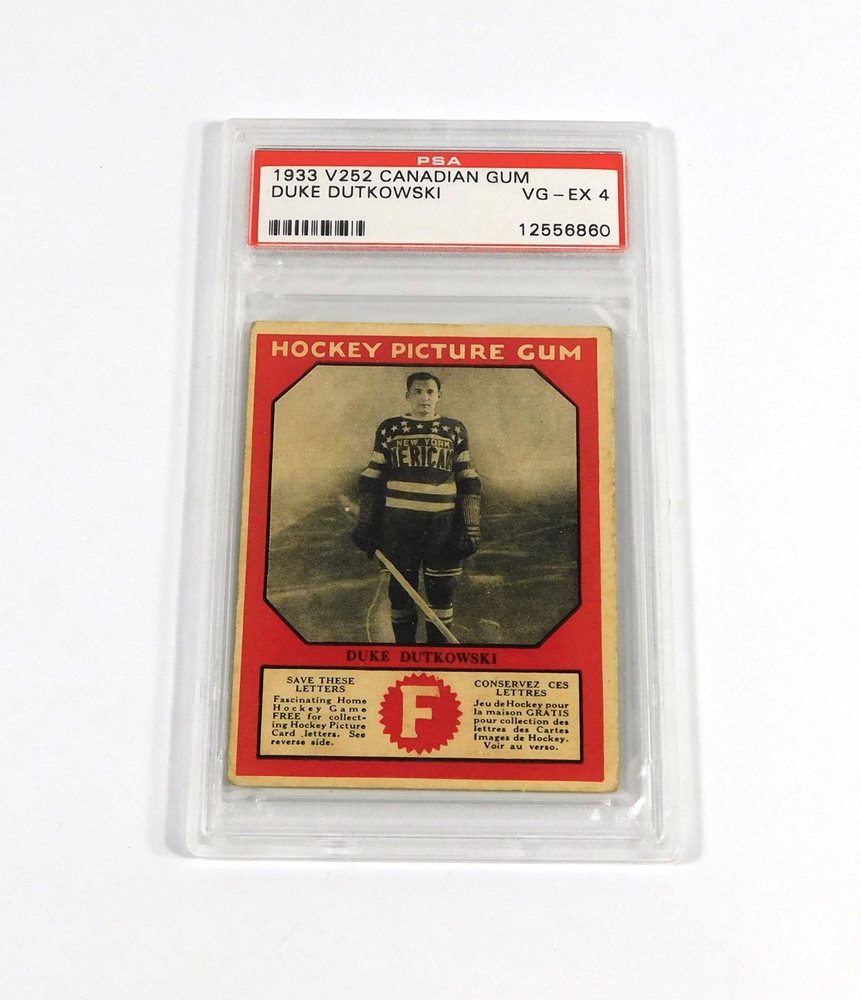 PSA
1933 V252 CANADIAN GUM
DUKE DUTKOWSKI VG-EX 4
12556860
HOCKEY PICTURE GUM
NEW YORK
MERICAN
DUKE DUTKOWSKI
SAVE THESE
LETTERS
Fascinating Home
Hockey Game
FREE for collect-
ing Hockey Picture
Card letters. See
reverse side.
F
CONSERVEZ CES
LETTRES
Jeu de Hockey pour
la maison GRATIS
pour collection des
lettres des Cartes
Images de Hockey.
Voir au verso.